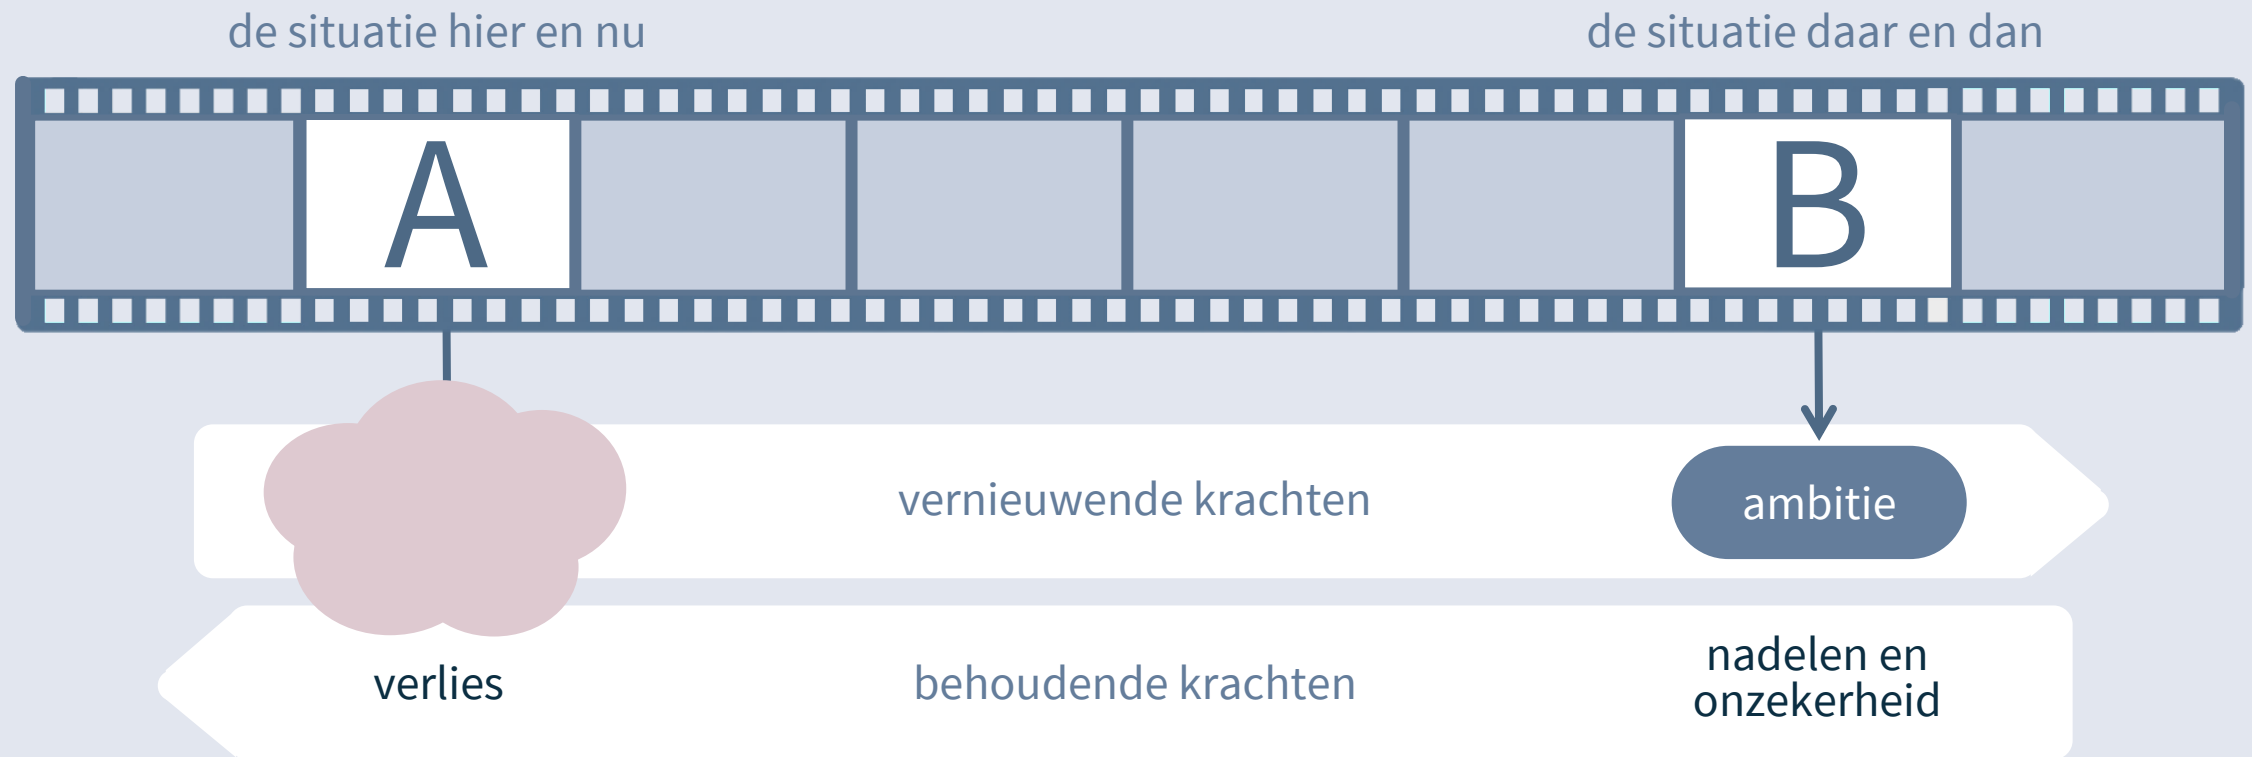 de situatie hier en nu
de situatie daar en dan
A
B
vernieuwende krachten
ambitie
verlies
behoudende krachten
nadelen en
onzekerheid